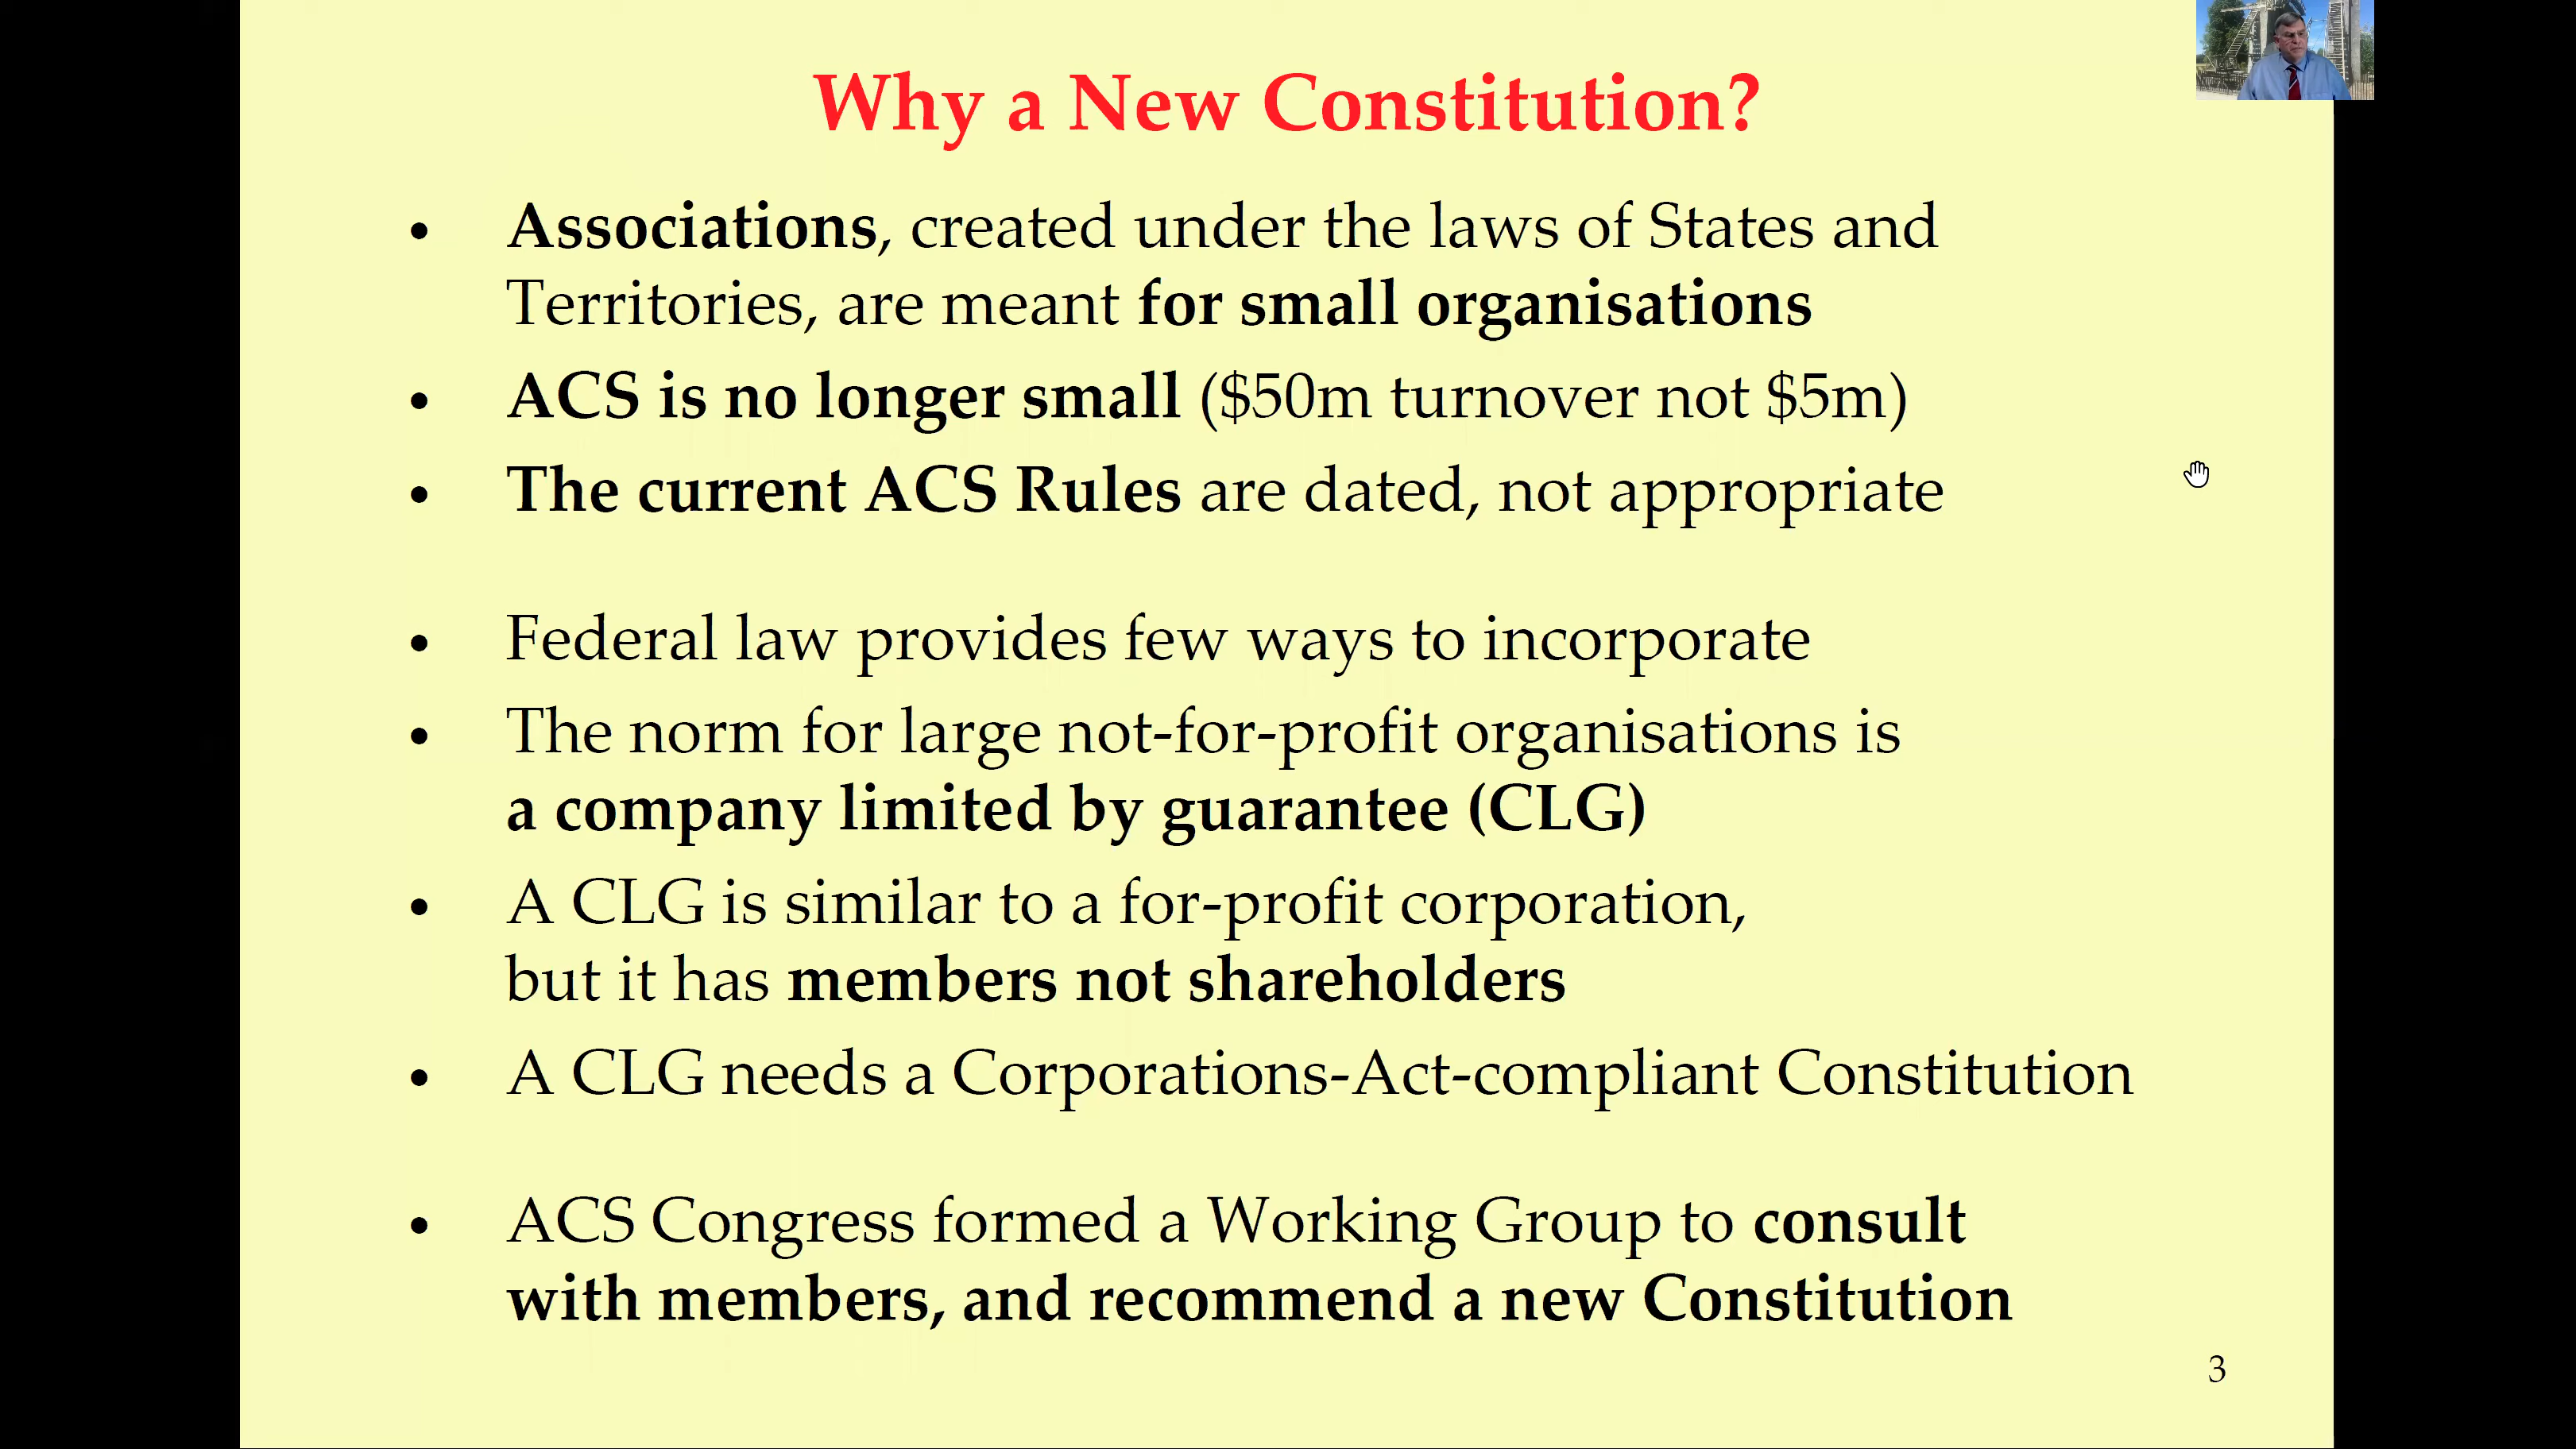 Why a New Constitution?
• Associations, created under the laws of States and
Territories, are meant for small organisations
• ACS is no longer small ($50m turnover not $5m)
• The current ACS Rules are dated, not appropriate
• Federal law provides few ways to incorporate
• The norm for large not-for-profit organisations is
a company limited by guarantee (CLG)
• A CLG is similar to a for-profit corporation,
but it has members not shareholders
• A CLG needs a Corporations-Act-compliant Constitution
• ACS Congress formed a Working Group to consult
with members, and recommend a new Constitution
3